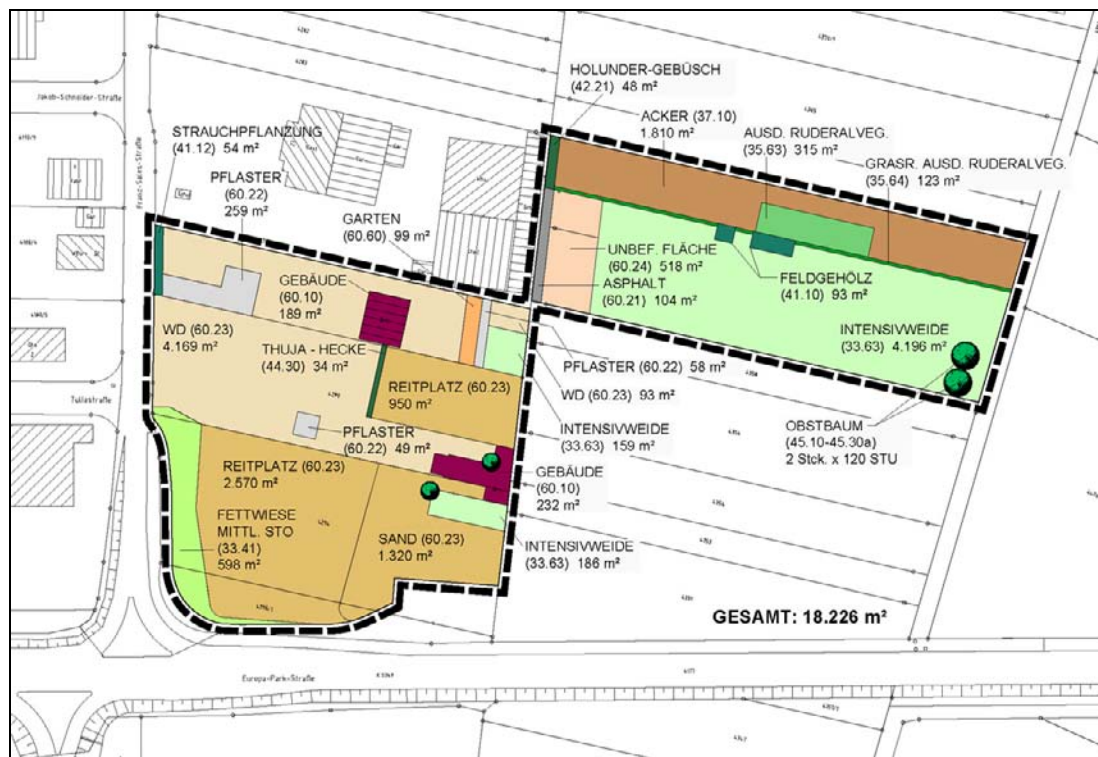 HOLUNDER-GEBÜSCH
(42.21) 48 m²
ACKER (37.10)
1.810 m²
AUSD. RUDERALVEG.
(35.63) 315 m²
GRASR. AUSD. RUDERALVEG.
(35.64) 123 m²
Jakob-Schneider-Straße
Franz-Sales-Straße
STRAUCHPFLANZUNG
(41.12) 54 m²
PFLASTER
(60.22)
259 m²
GARTEN
(60.60) 99 m²
UNBEF. FLÄCHE
(60.24) 518 m²
ASPHALT
(60.21) 104 m²
FELDGEHÖLZ
(41.10) 93 m²
GEBÄUDE
(60.10)
189 m²
INTENSIVWEIDE
(33.63) 4.196 m²
WD (60.23)
4.169 m²
THUJA - HECKE
(44.30) 34 m²
REITPLATZ (60.23)
950 m²
PFLASTER (60.22) 58 m²
WD (60.23) 93 m²
INTENSIVWEIDE
(33.63) 159 m²
OBSTBAUM
(45.10-45.30a)
2 Stck. x 120 STU
Tullastraße
PFLASTER
(60.22) 49 m²
REITPLATZ (60.23)
2.570 m²
GEBÄUDE
(60.10)
232 m²
FETTWIESE
MITTL. STO
(33.41)
598 m²
SAND (60.23)
1.320 m²
INTENSIVWEIDE
(33.63) 186 m²
GESAMT: 18.226 m²
Europa-Park-Straße